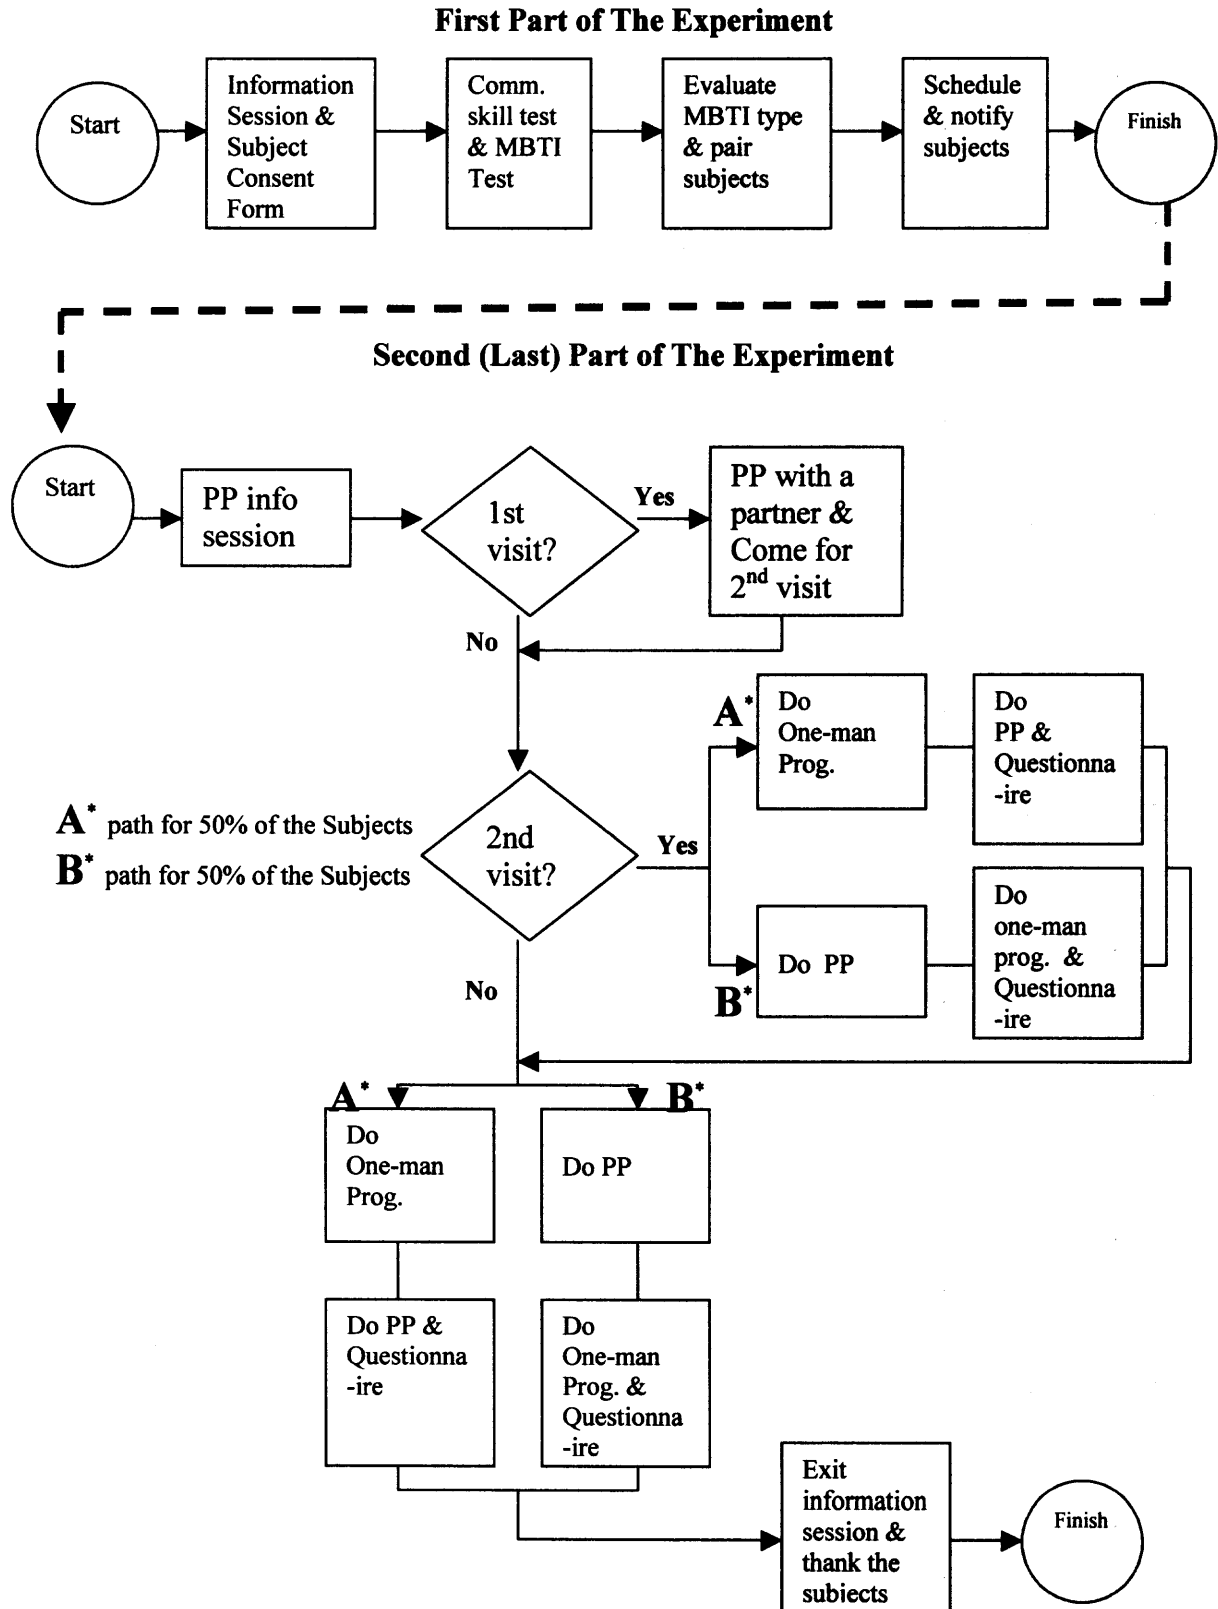 First Part of The Experiment
Start
Information
Session &
Subject
Consent
Form
Comm.
skill test
& MBTI
Test
Evaluate
MBTI type
& pair
subjects
Schedule
& notify
subjects
Finish
Second (Last) Part of The Experiment
Start
PP info
session
1st
visit?
Yes
PP with a
partner &
Come for
2nd visit
No
A*
Do
One-man
Prog.
Do
PP &
Questionna
-ire
A* path for 50% of the Subjects
B* path for 50% of the Subjects
2nd
visit?
Yes
B*
Do PP
Do
one-man
prog. &
Questionna
-ire
No
A*
B*
Do
One-man
Prog.
Do PP
Do PP &
Questionna
-ire
Do
One-man
Prog. &
Questionna
-ire
Exit
information
session &
thank the
subjects
Finish